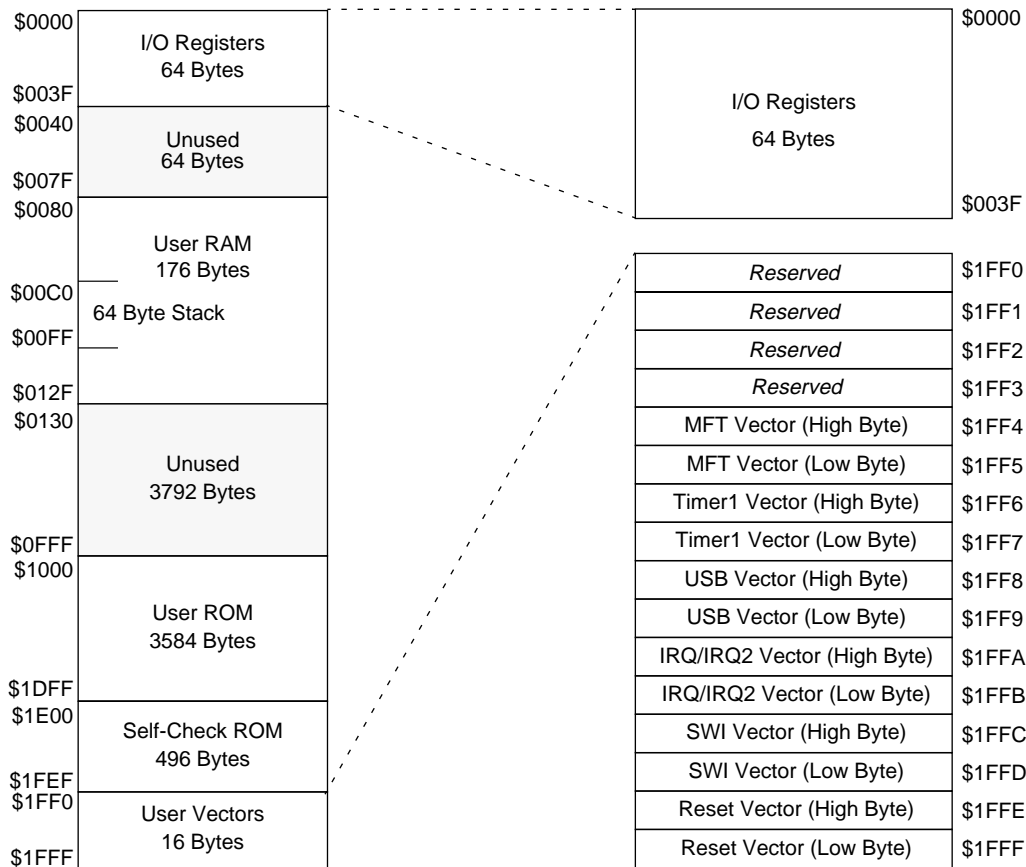 $0000
I/O Registers
64 Bytes
$003F
$0040
Unused
64 Bytes
$007F
$0080
User RAM
176 Bytes
$00C0
64 Byte Stack
$00FF
$012F
$0130
Unused
3792 Bytes
$0FFF
$1000
User ROM
3584 Bytes
$1DFF
$1E00
Self-Check ROM
496 Bytes
$1FEF
$1FF0
User Vectors
16 Bytes
$1FFF
$0000
I/O Registers
64 Bytes
$003F
Reserved $1FF0
Reserved $1FF1
Reserved $1FF2
Reserved $1FF3
MFT Vector (High Byte) $1FF4
MFT Vector (Low Byte) $1FF5
Timer1 Vector (High Byte) $1FF6
Timer1 Vector (Low Byte) $1FF7
USB Vector (High Byte) $1FF8
USB Vector (Low Byte) $1FF9
IRQ/IRQ2 Vector (High Byte) $1FFA
IRQ/IRQ2 Vector (Low Byte) $1FFB
SWI Vector (High Byte) $1FFC
SWI Vector (Low Byte) $1FFD
Reset Vector (High Byte) $1FFE
Reset Vector (Low Byte) $1FFF